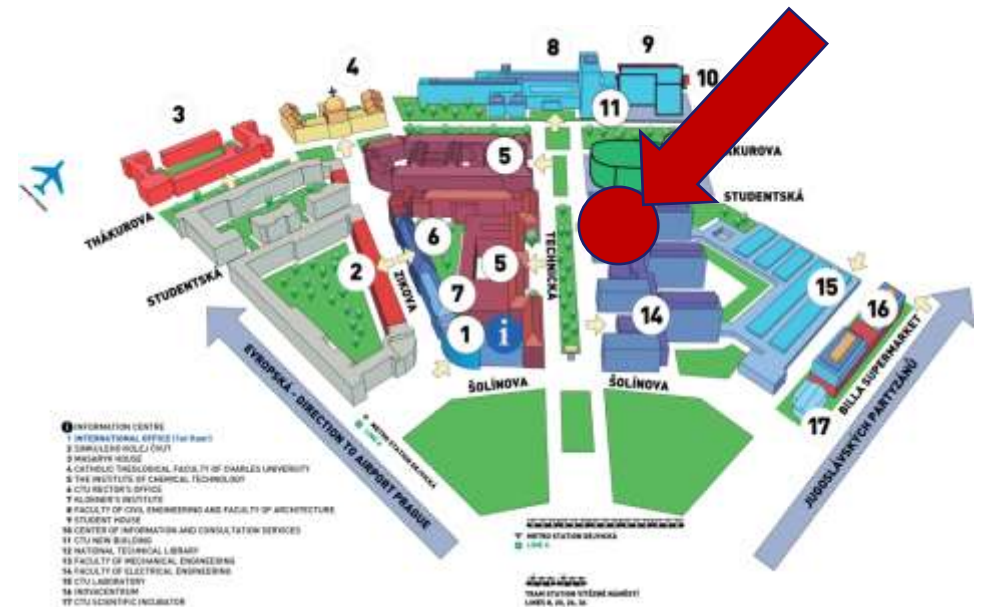 8
9
4
10
3
11
5
THÁKUROVA
STUDENTSKÁ
TECHNICKÁ
6
5
2
ZIKOVA
7
15
STUDENTSKÁ
16
14
1
i
ŠOLÍNOVA
ŠOLÍNOVA
BILLA SUPERMARKET
17
EVROPSKÁ - DIRECTION TO AIRPORT PRAGUE
JUGOSLÁVSKÝCH PARTYZÁNŮ
METRO STATION DEJVICKÁ
LINE A
i INFORMATION CENTRE
1 INTERNATIONAL OFFICE (1st floor)
2 SINKULEHO KOLEJ ČVUT
3 MASARYK HOUSE
4 CATHOLIC THEOLOGICAL FACULTY OF CHARLES UNIVERSITY
5 THE INSTITUTE OF CHEMICAL TECHNOLOGY
6 CTU RECTOR'S OFFICE
7 KLOKNER'S INSTITUTE
8 FACULTY OF CIVIL ENGINEERING AND FACULTY OF ARCHITECTURE
9 STUDENT HOUSE
10 CENTER OF INFORMATION AND CONSULTATION SERVICES
11 CTU NEW BUILDING
12 NATIONAL TECHNICAL LIBRARY
13 FACULTY OF MECHANICAL ENGINEERING
14 FACULTY OF ELECTRICAL ENGINEERING
15 CTU LABORATORY
16 INOVACENTRUM
17 CTU SCIENTIFIC INCUBATOR
METRO STATION DEJVICKÁ
LINE A
TRAM STATION VÍTĚZNÉ NÁMĚSTÍ